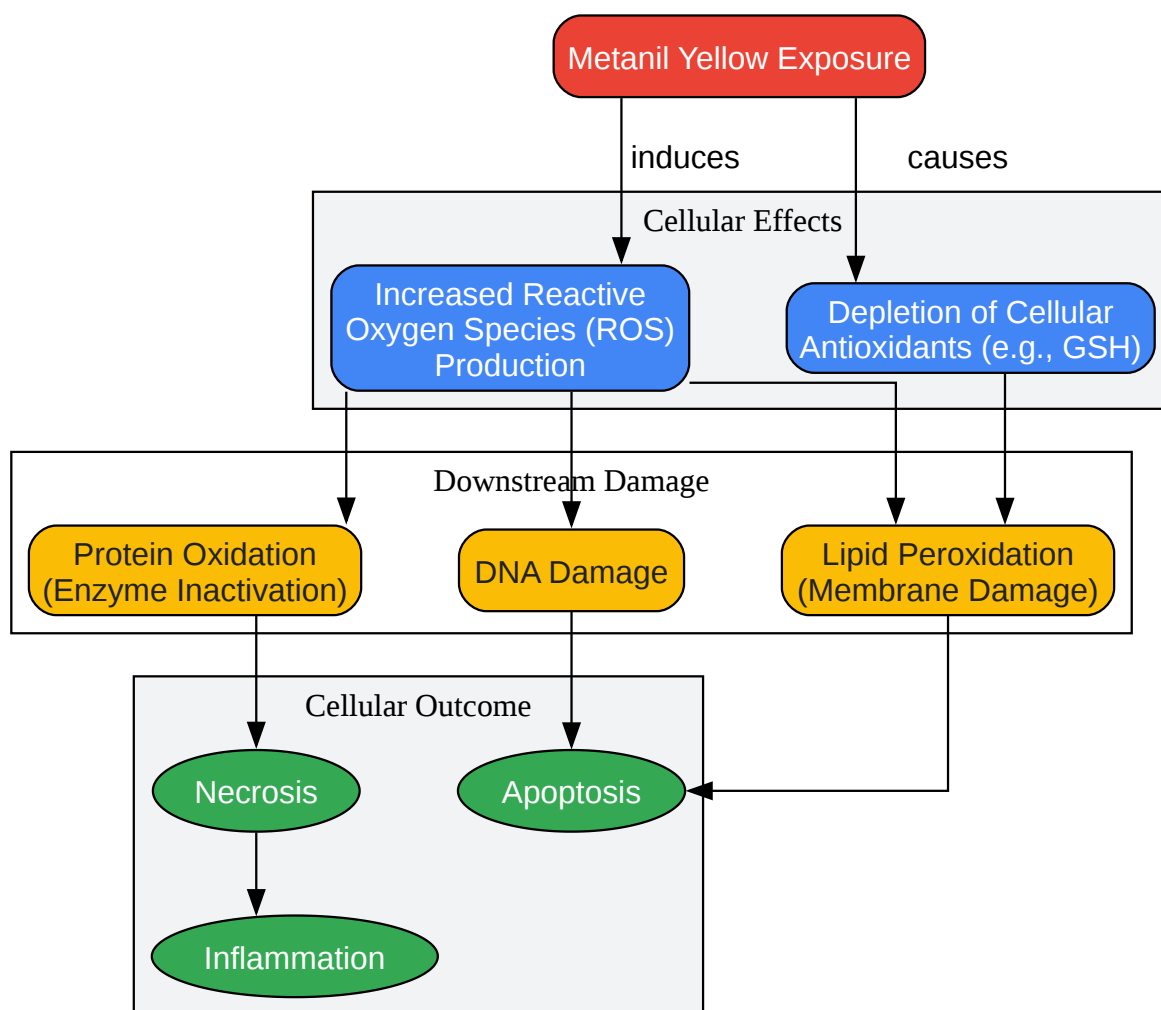 Metanil Yellow Exposure
induces
causes
Cellular Effects
Increased Reactive
Oxygen Species (ROS)
Production
Depletion of Cellular
Antioxidants (e.g., GSH)
Downstream Damage
Protein Oxidation
(Enzyme Inactivation)
DNA Damage
Lipid Peroxidation
(Membrane Damage)
Cellular Outcome
Necrosis
Apoptosis
Inflammation